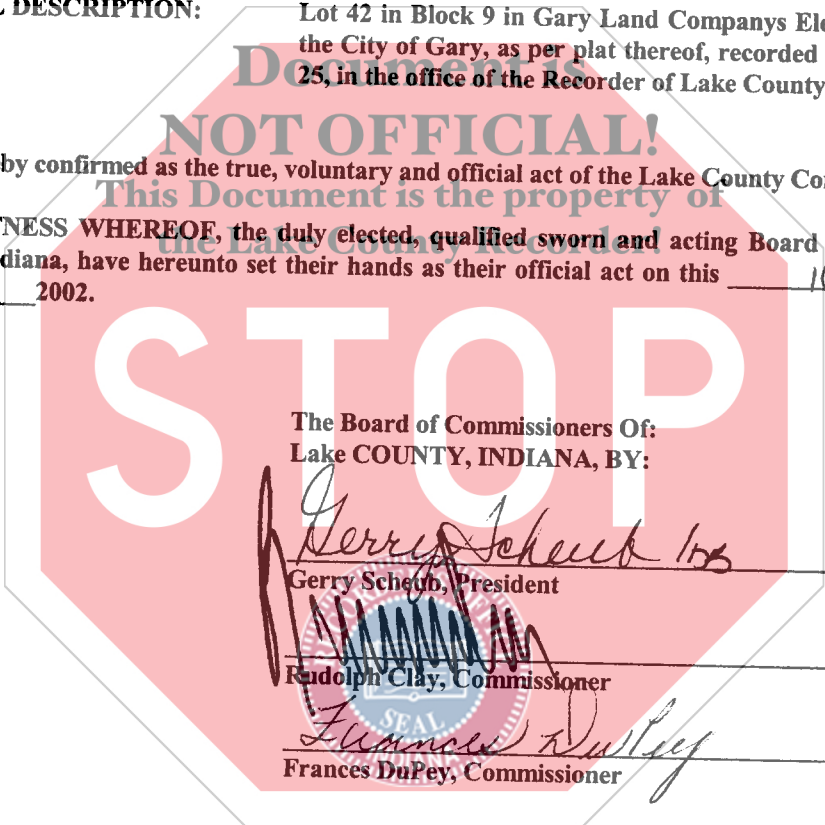 DESCRIPTION: Lot 42 in Block 9 in Gary Land Companys
the City of Gary, as per plat thereof, recorded
25, in the office of the Recorder of Lake County
Document is
NOT OFFICIAL!
by confirmed as the true, voluntary and official act of the Lake County
This Document is the property of
WHEREOF, the duly elected, qualified sworn and acting Board
the Lake County Recorder!
diana, have hereunto set their hands as their official act on this
2002.
STOP
The Board of Commissioners Of:
Lake COUNTY, INDIANA, BY:
Gerry Scheub
Gerry Scheub, President
Rudolph Clay, Commissioner
SEAL
Frances DuPey
Frances DuPey, Commissioner